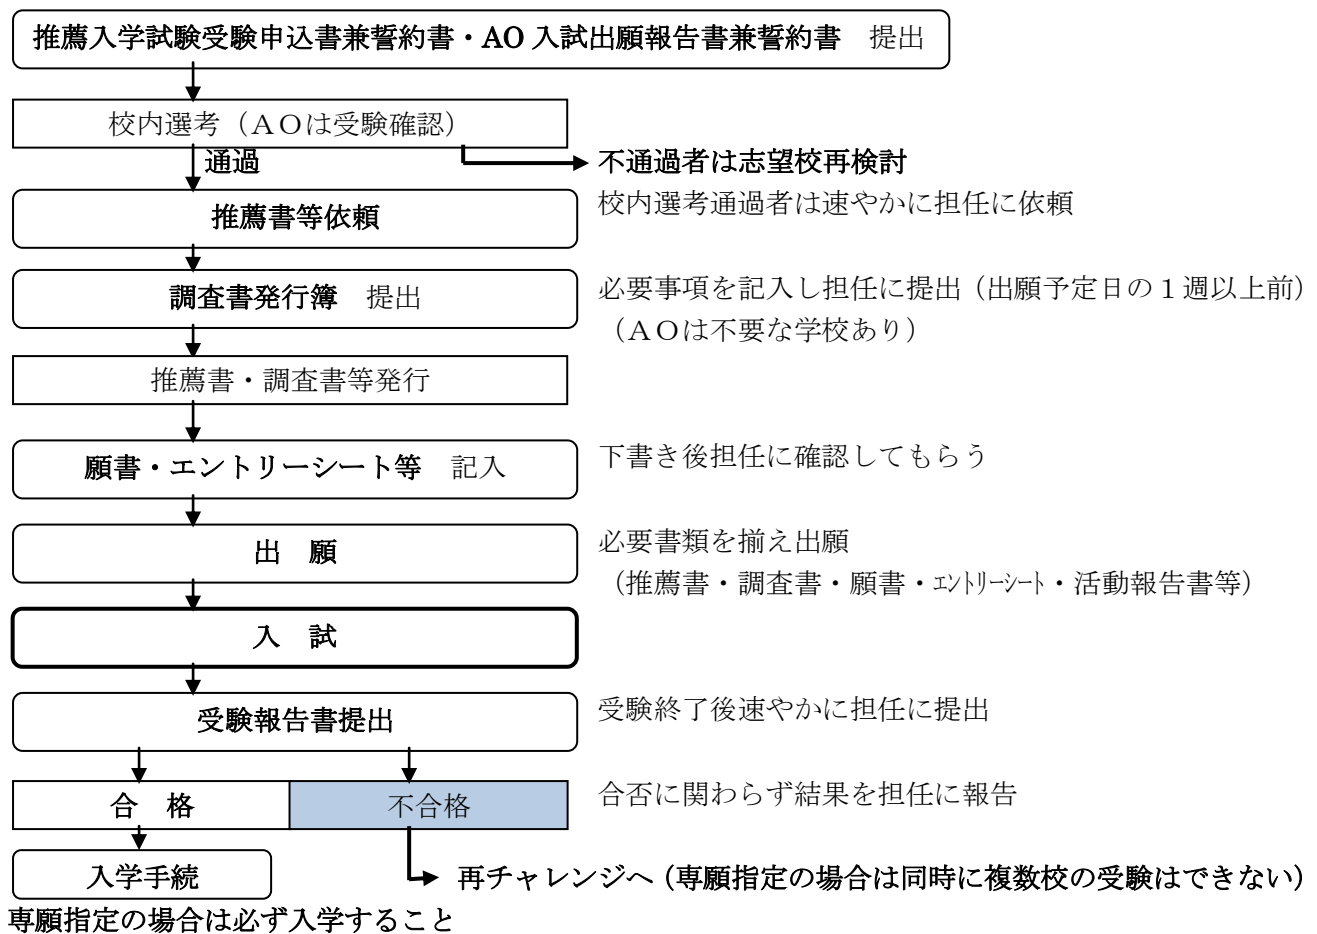 推薦入学試験受験申込書兼誓約書・AO 入試出願報告書兼誓約書　提出
校内選考（ＡＯは受験確認）
通過
不通過者は志望校再検討
推薦書等依頼
校内選考通過者は速やかに担任に依頼
調査書発行簿　提出
必要事項を記入し担任に提出（出願予定日の１週以上前）
（ＡＯは不要な学校あり）
推薦書・調査書等発行
願書・エントリーシート等　記入
下書き後担任に確認してもらう
出　願
必要書類を揃え出願
（推薦書・調査書・願書・ｴﾝﾄﾘｰｼｰﾄ・活動報告書等）
入　試
受験報告書提出
受験終了後速やかに担任に提出
合　格
不合格
合否に関わらず結果を担任に報告
入学手続
再チャレンジへ（専願指定の場合は同時に複数校の受験はできない）
専願指定の場合は必ず入学すること